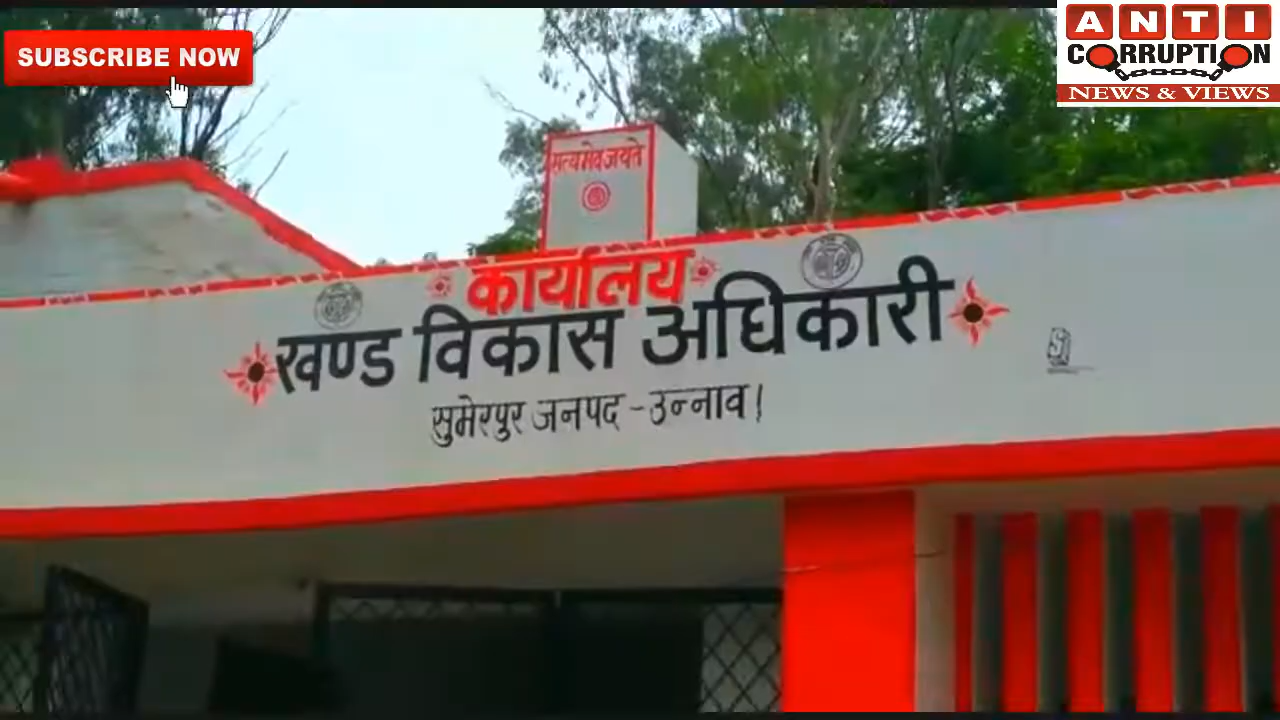 SUBSCRIBE NOW
ANTI
CORRUPTION
NEWS & VIEWS
सत्यमेव जयते
कार्यालय
खण्ड विकास अधिकारी
सुमेरपुर जनपद - उन्नाव।